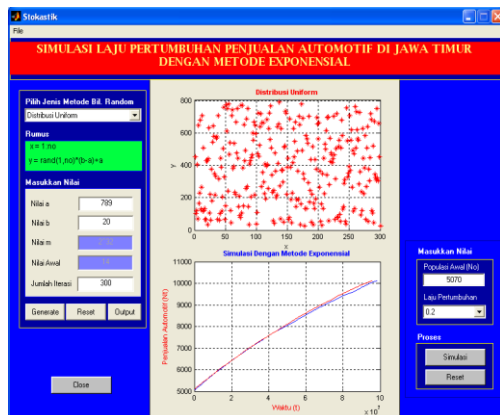 Stokastik
File
SIMULASI LAJU PERTUMBUHAN PENJUALAN AUTOMOTIF DI JAWA TIMUR
DENGAN METODE EXPONENSIAL
Pilih Jenis Metode Bil. Random
Distribusi Uniform
Rumus
x = 1:no
y = rand(1,no)*(b-a)+a
Masukkan Nilai
Nilai a
789
Nilai b
20
Nilai m
Nilai Awal
Jumlah Iterasi
300
Generate
Reset
Output
Close
Distribusi Uniform
800
600
400
200
0
y
0
50
100
150
200
250
300
x
Simulasi Dengan Metode Exponensial
11000
10000
9000
8000
7000
6000
5000
Penjualan Automotif (Nt)
0
2
4
6
8
10
x 10^7
Waktu (t)
Masukkan Nilai
Populasi Awal (No)
5070
Laju Pertumbuhan
0.2
Proses
Simulasi
Reset